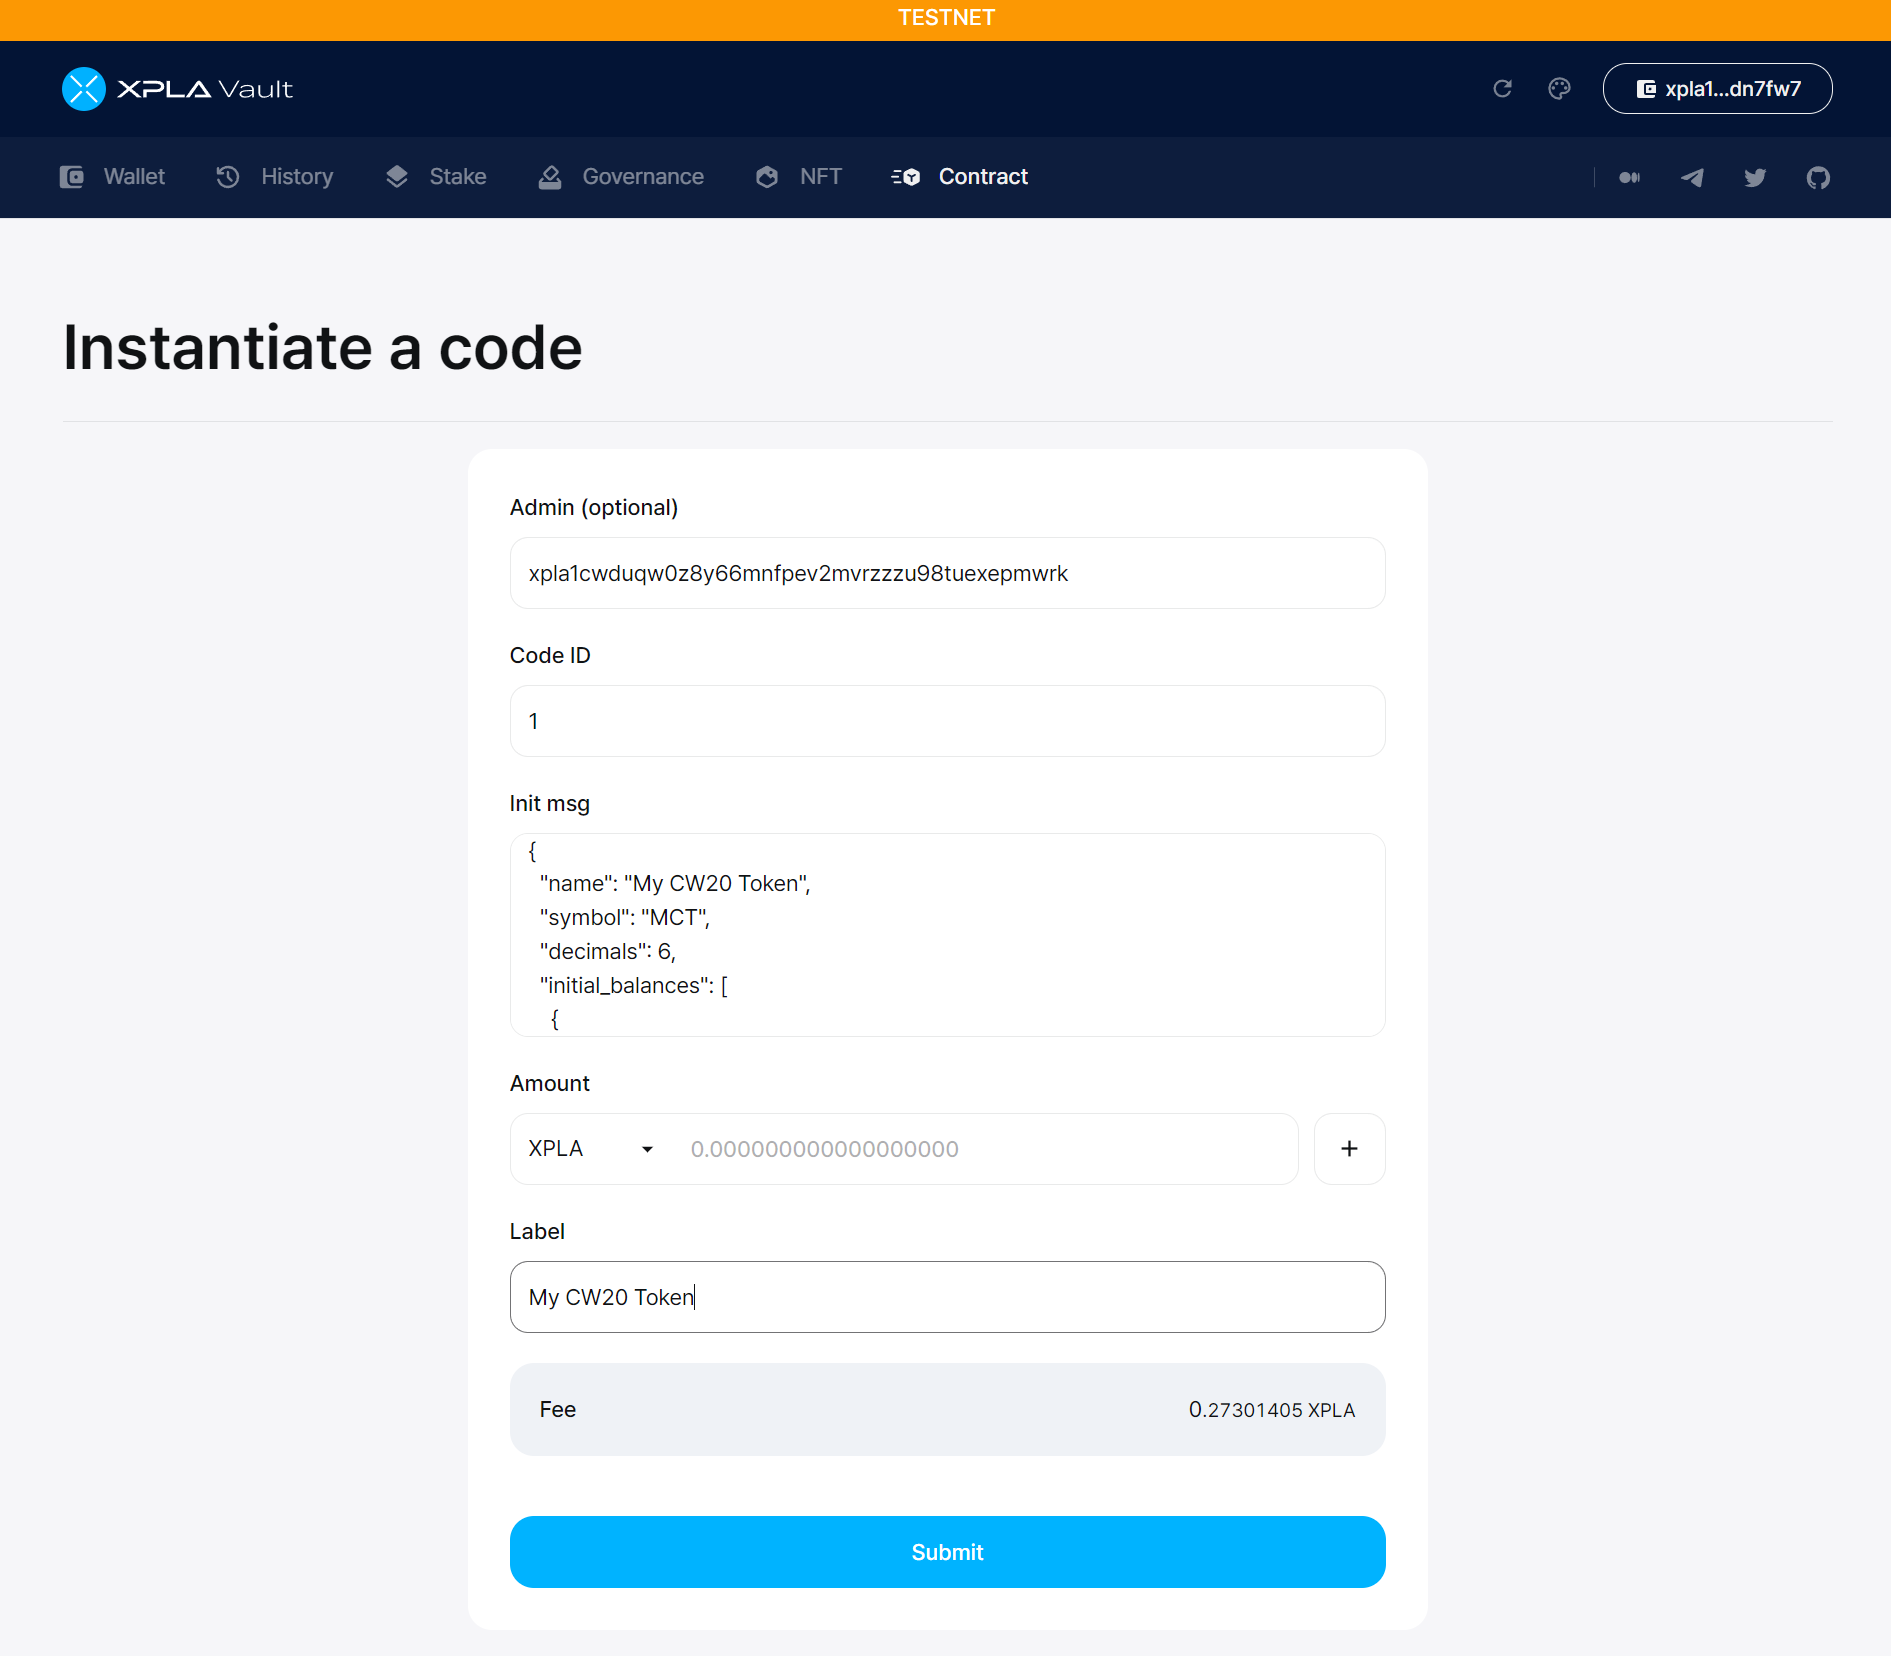 TESTNET
XPLA Vault
xpla1...dn7fw7
Wallet History Stake Governance NFT Contract
Instantiate a code
Admin (optional)
xpla1cwduqw0z8y66mnfpev2mvrzzzu98tuexepmwrk
Code ID
1
Init msg
{
"name": "My CW20 Token",
"symbol": "MCT",
"decimals": 6,
"initial_balances": [
{
Amount
XPLA 0.000000000000000000
+
Label
My CW20 Token
Fee 0.27301405 XPLA
Submit